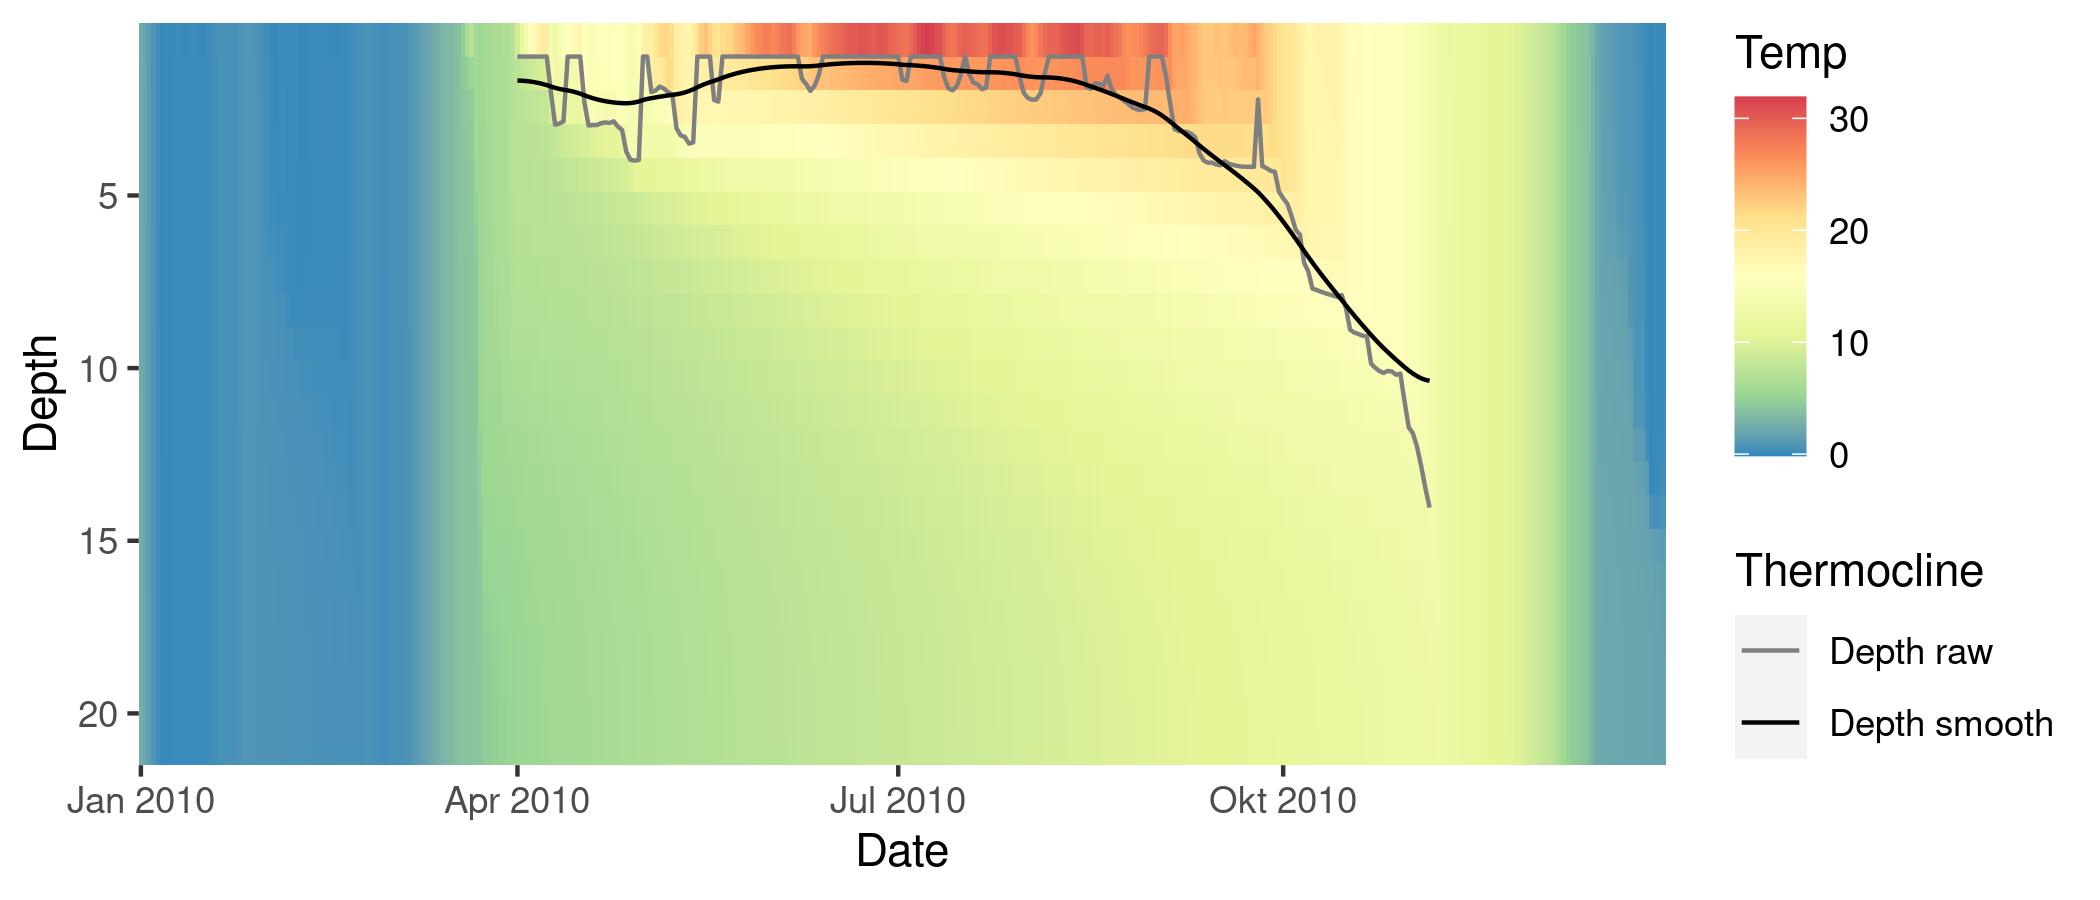 Depth
5
10
15
20
Jan 2010
Apr 2010
Jul 2010
Okt 2010
Date
Temp
30
20
10
0
Thermocline
Depth raw
Depth smooth